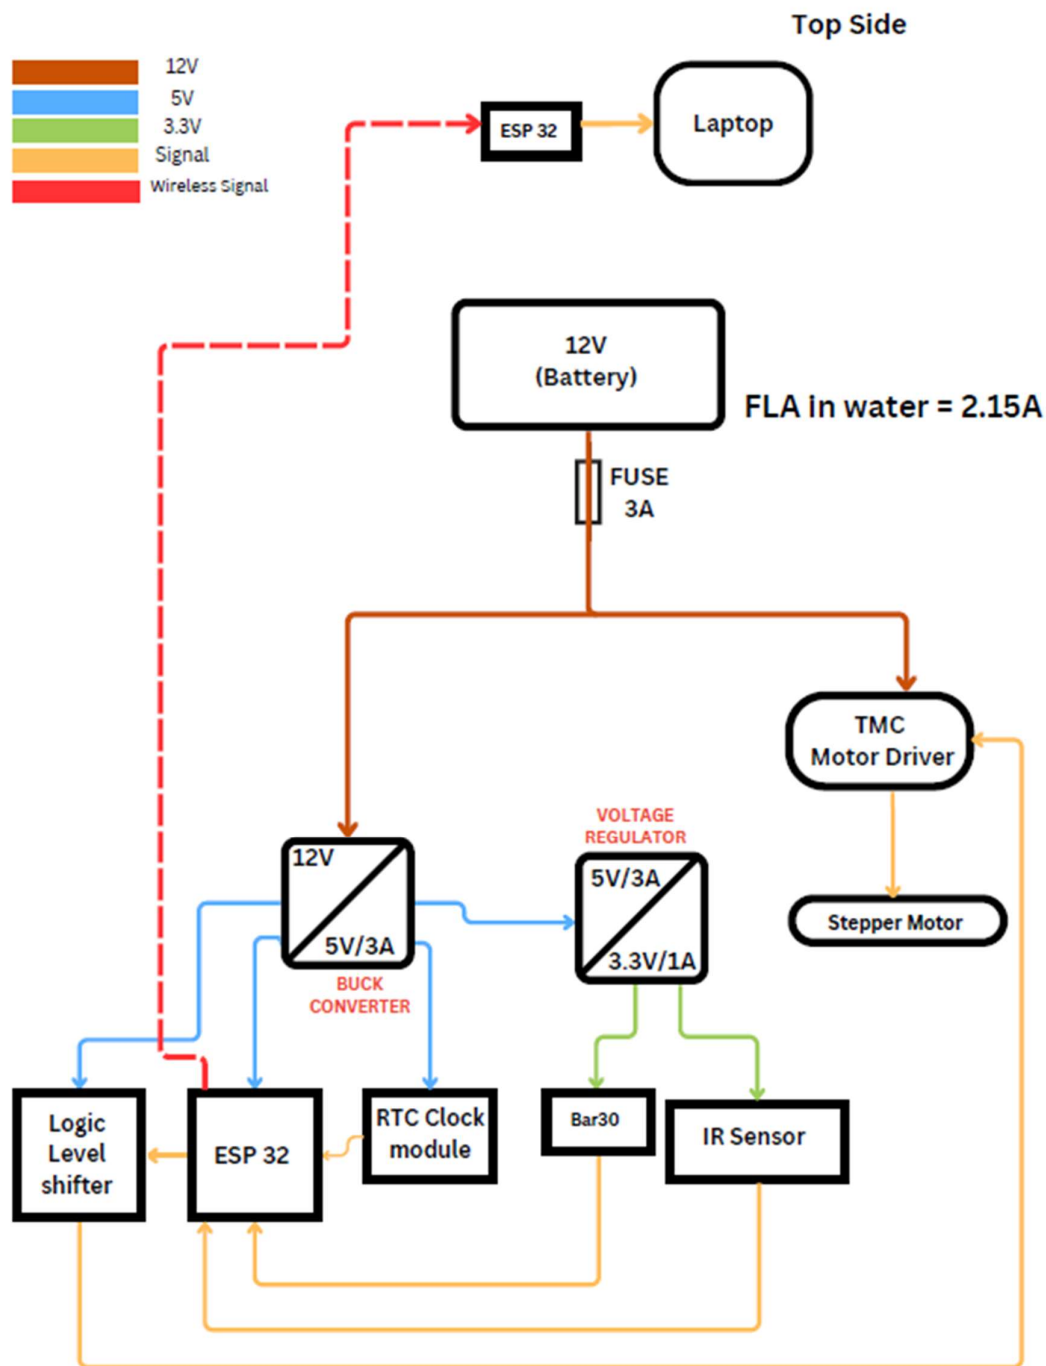 Top Side
12V
5V
3.3V
Signal
Wireless Signal
ESP 32
Laptop
12V
(Battery)
FLA in water = 2.15A
FUSE
3A
TMC
Motor Driver
VOLTAGE
REGULATOR
12V
5V/3A
5V/3A
3.3V/1A
Stepper Motor
BUCK
CONVERTER
Logic
Level
shifter
ESP 32
RTC Clock
module
Bar30
IR Sensor